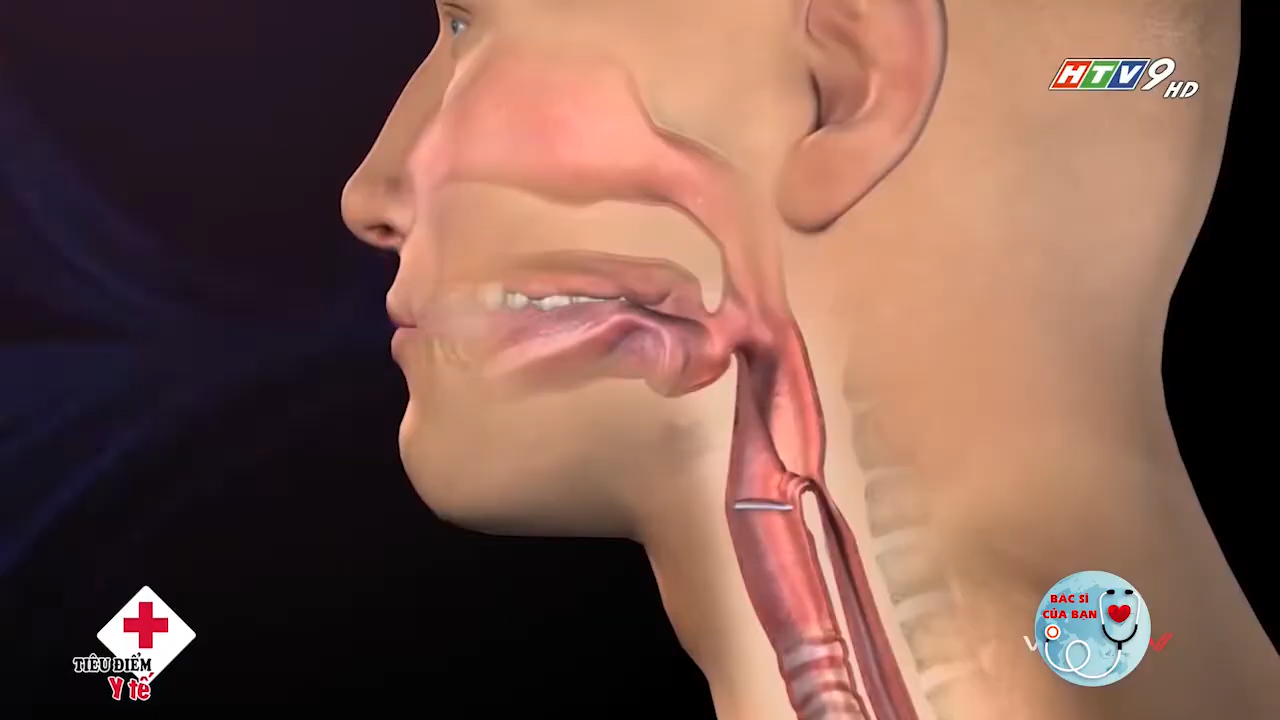 HTV9 HD
BÁC SĨ
CỦA BẠN
TIÊU ĐIỂM
Y tế